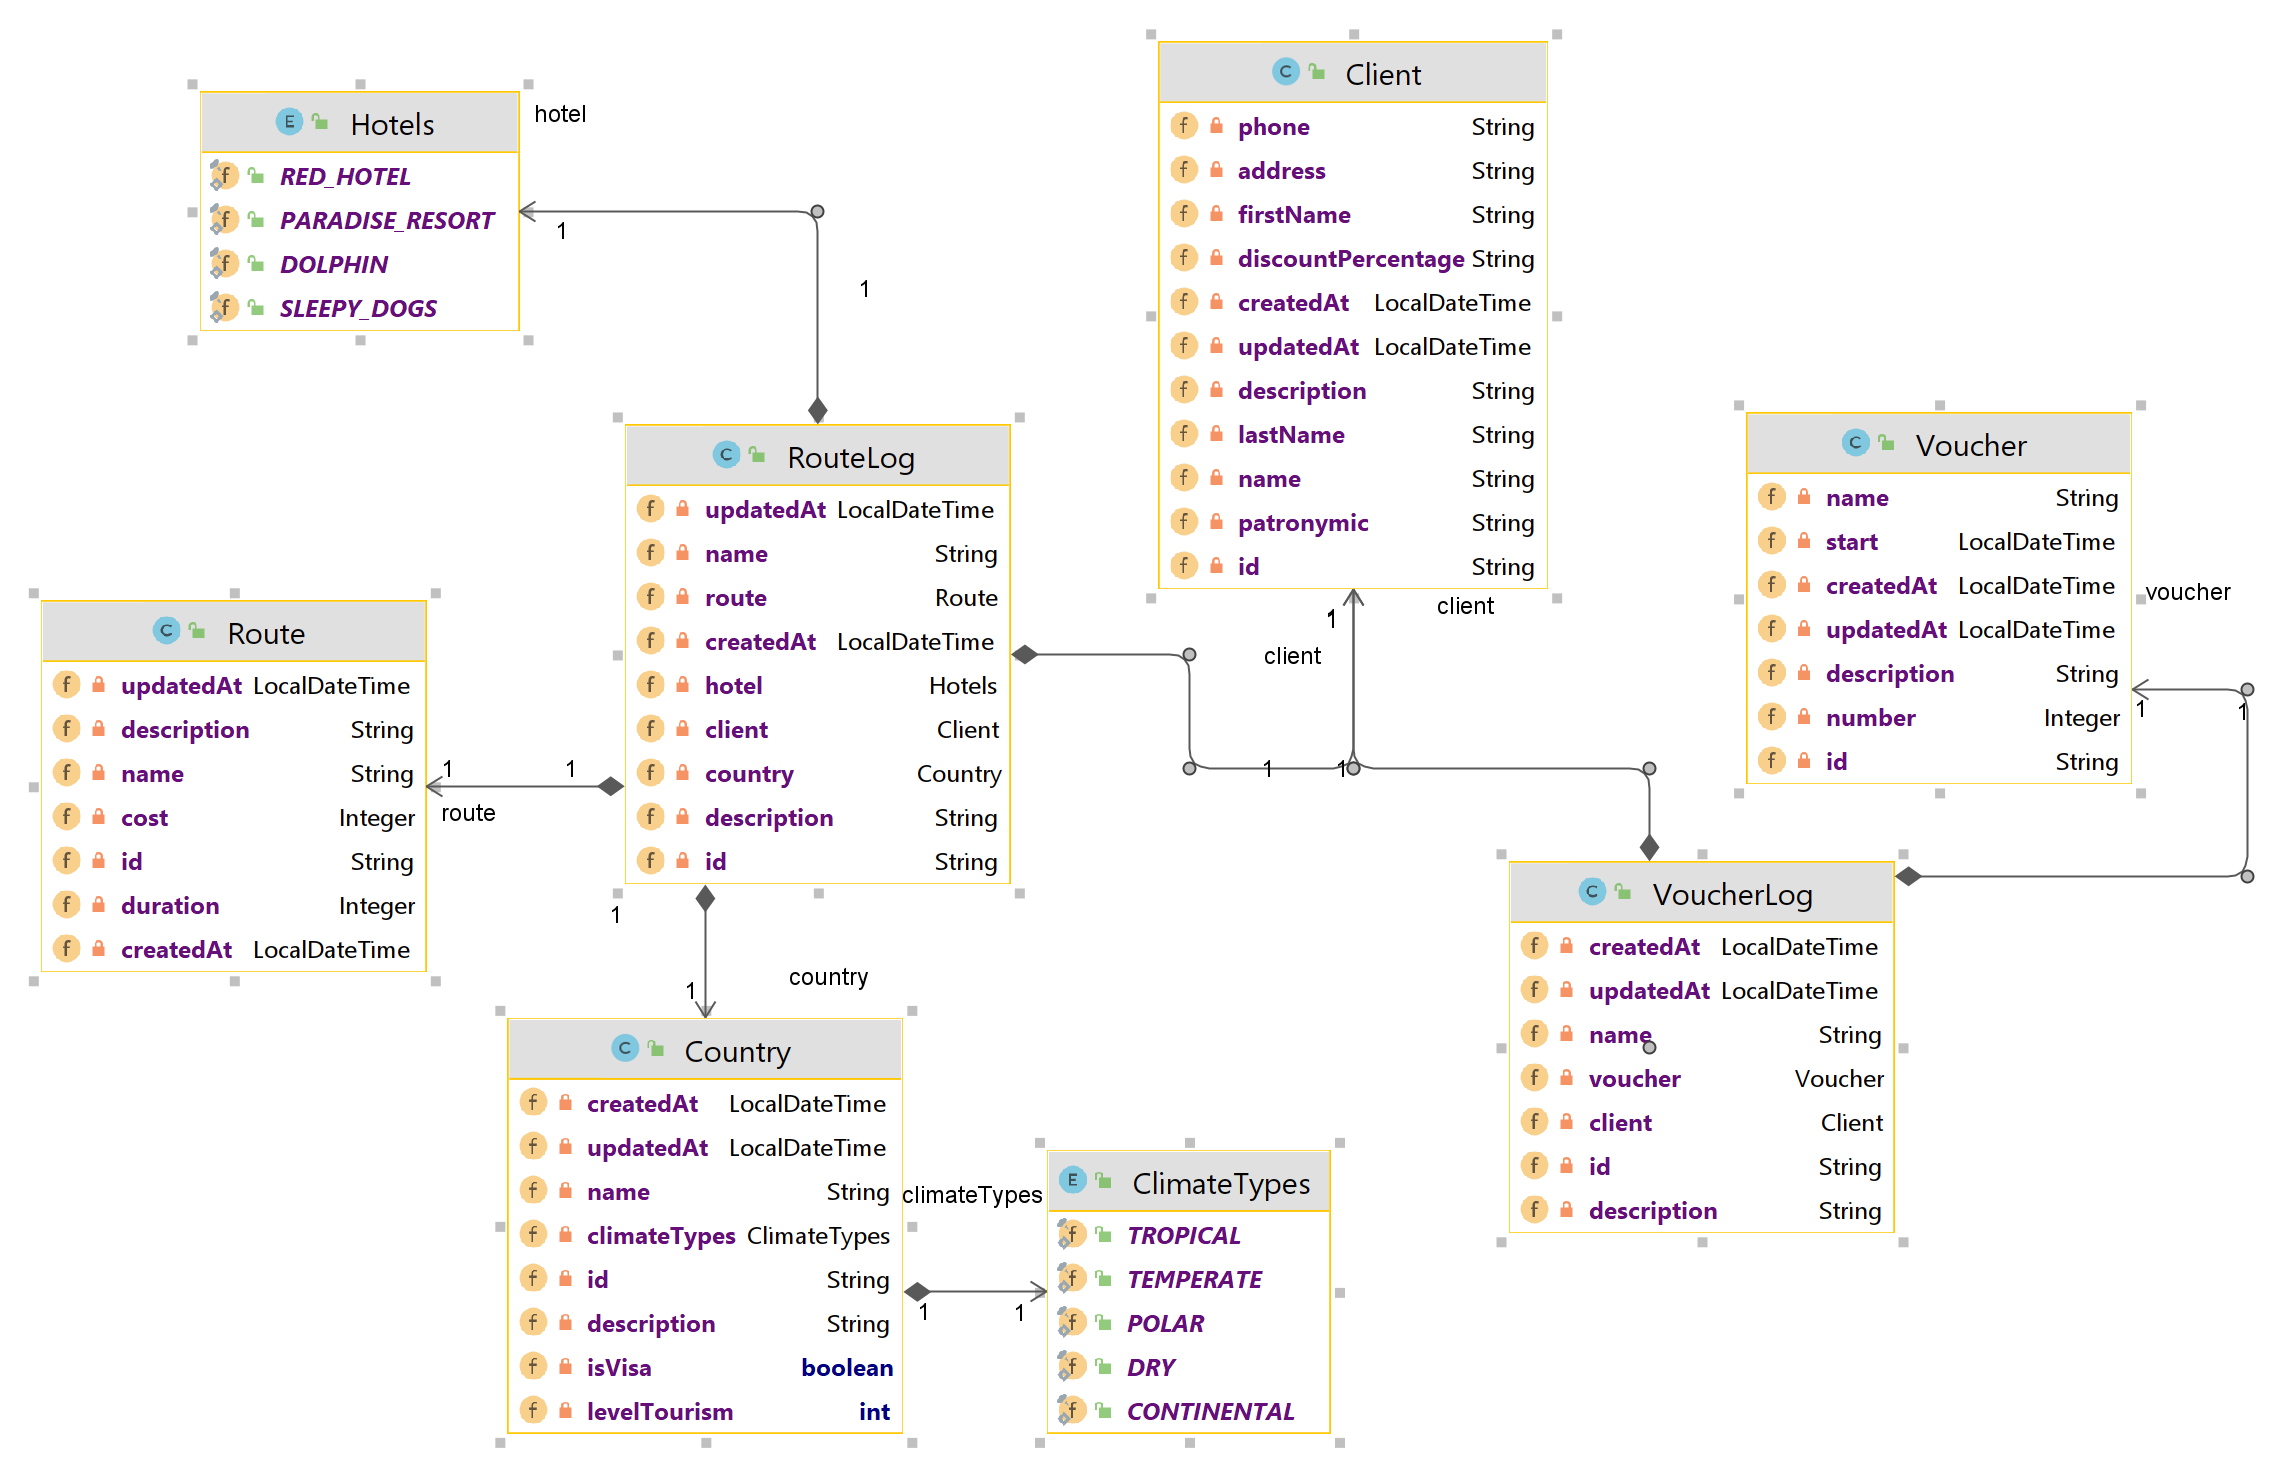 Hotels
RED_HOTEL
PARADISE_RESORT
DOLPHIN
SLEEPY_DOGS
hotel
1
1
Client
phone String
address String
firstName String
discountPercentage String
createdAt LocalDateTime
updatedAt LocalDateTime
description String
lastName String
name String
patronymic String
id String
RouteLog
updatedAt LocalDateTime
name String
route Route
createdAt LocalDateTime
hotel Hotels
client Client
country Country
description String
id String
Voucher
name String
start LocalDateTime
createdAt LocalDateTime
updatedAt LocalDateTime
description String
number Integer
id String
voucher
1
1
1
client
client
1
1
Route
updatedAt LocalDateTime
description String
name String
cost Integer
id String
duration Integer
createdAt LocalDateTime
1
1
route
1
1
country
VoucherLog
createdAt LocalDateTime
updatedAt LocalDateTime
name String
voucher Voucher
client Client
id String
description String
Country
createdAt LocalDateTime
updatedAt LocalDateTime
name String
climateTypes ClimateTypes
id String
description String
isVisa boolean
levelTourism int
climateTypes
1
1
ClimateTypes
TROPICAL
TEMPERATE
POLAR
DRY
CONTINENTAL